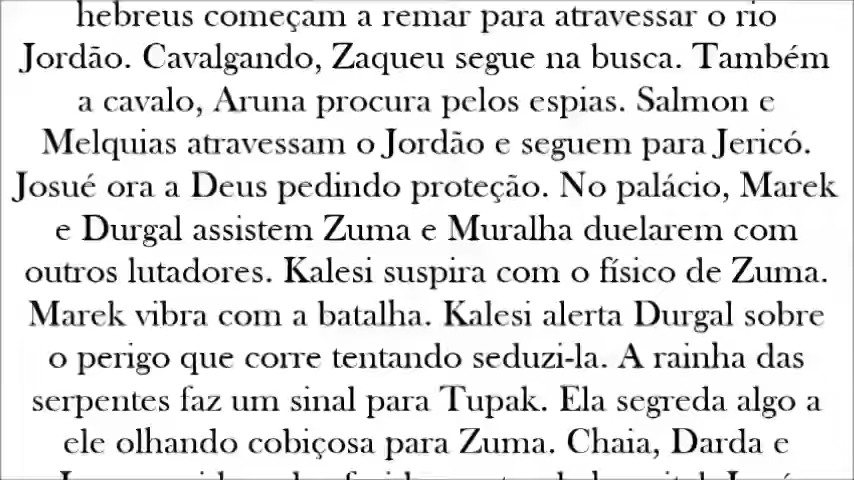 hebreus começam a remar para atravessar o rio
Jordão. Cavalgando, Zaqueu segue na busca. Também
a cavalo, Aruna procura pelos espias. Salmon e
Melquias atravessam o Jordão e seguem para Jericó.
Josué ora a Deus pedindo proteção. No palácio, Marek
e Durgal assistem Zuma e Muralha duelarem com
outros lutadores. Kalesi suspira com o físico de Zuma.
Marek vibra com a batalha. Kalesi alerta Durgal sobre
o perigo que corre tentando seduzi-la. A rainha das
serpentes faz um sinal para Tupak. Ela segreda algo a
ele olhando cobiçosa para Zuma. Chaia, Darda e